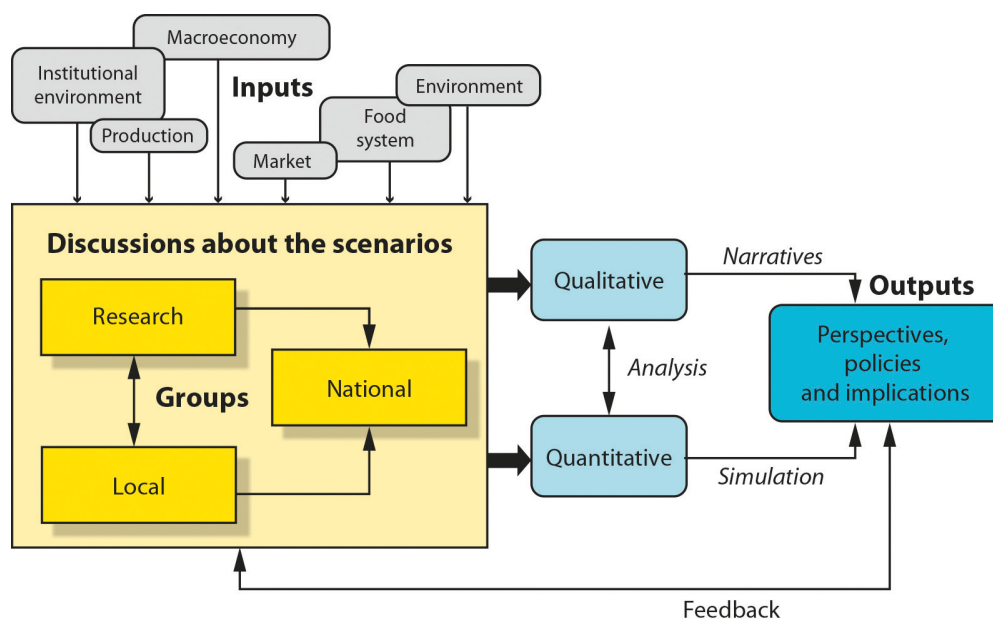 Macroeconomy
Institutional
environment
Inputs
Environment
Production
Food
system
Market
Discussions about the scenarios
Research
Groups
National
Local
Qualitative
Narratives
Analysis
Quantitative
Simulation
Outputs
Perspectives,
policies
and implications
Feedback